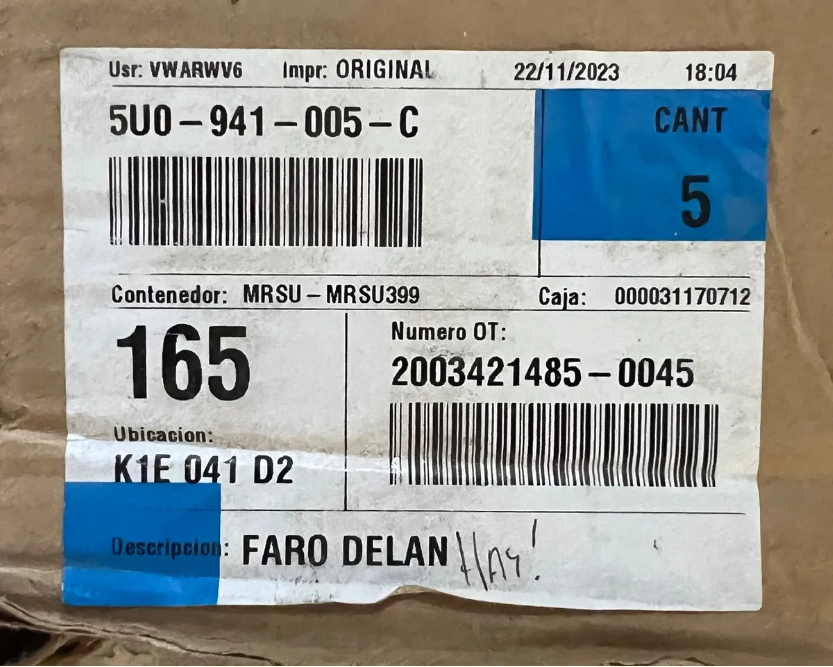 Usr: VWARWV6 Impr: ORIGINAL 22/11/2023 18:04
5U0-941-005-C
CANT
5
Contenedor: MRSU-MRSU399 Caja: 000031170712
165
Ubicacion:
K1E 041 D2
Numero OT:
2003421485-0045
Descripcion: FARO DELAN Hay!